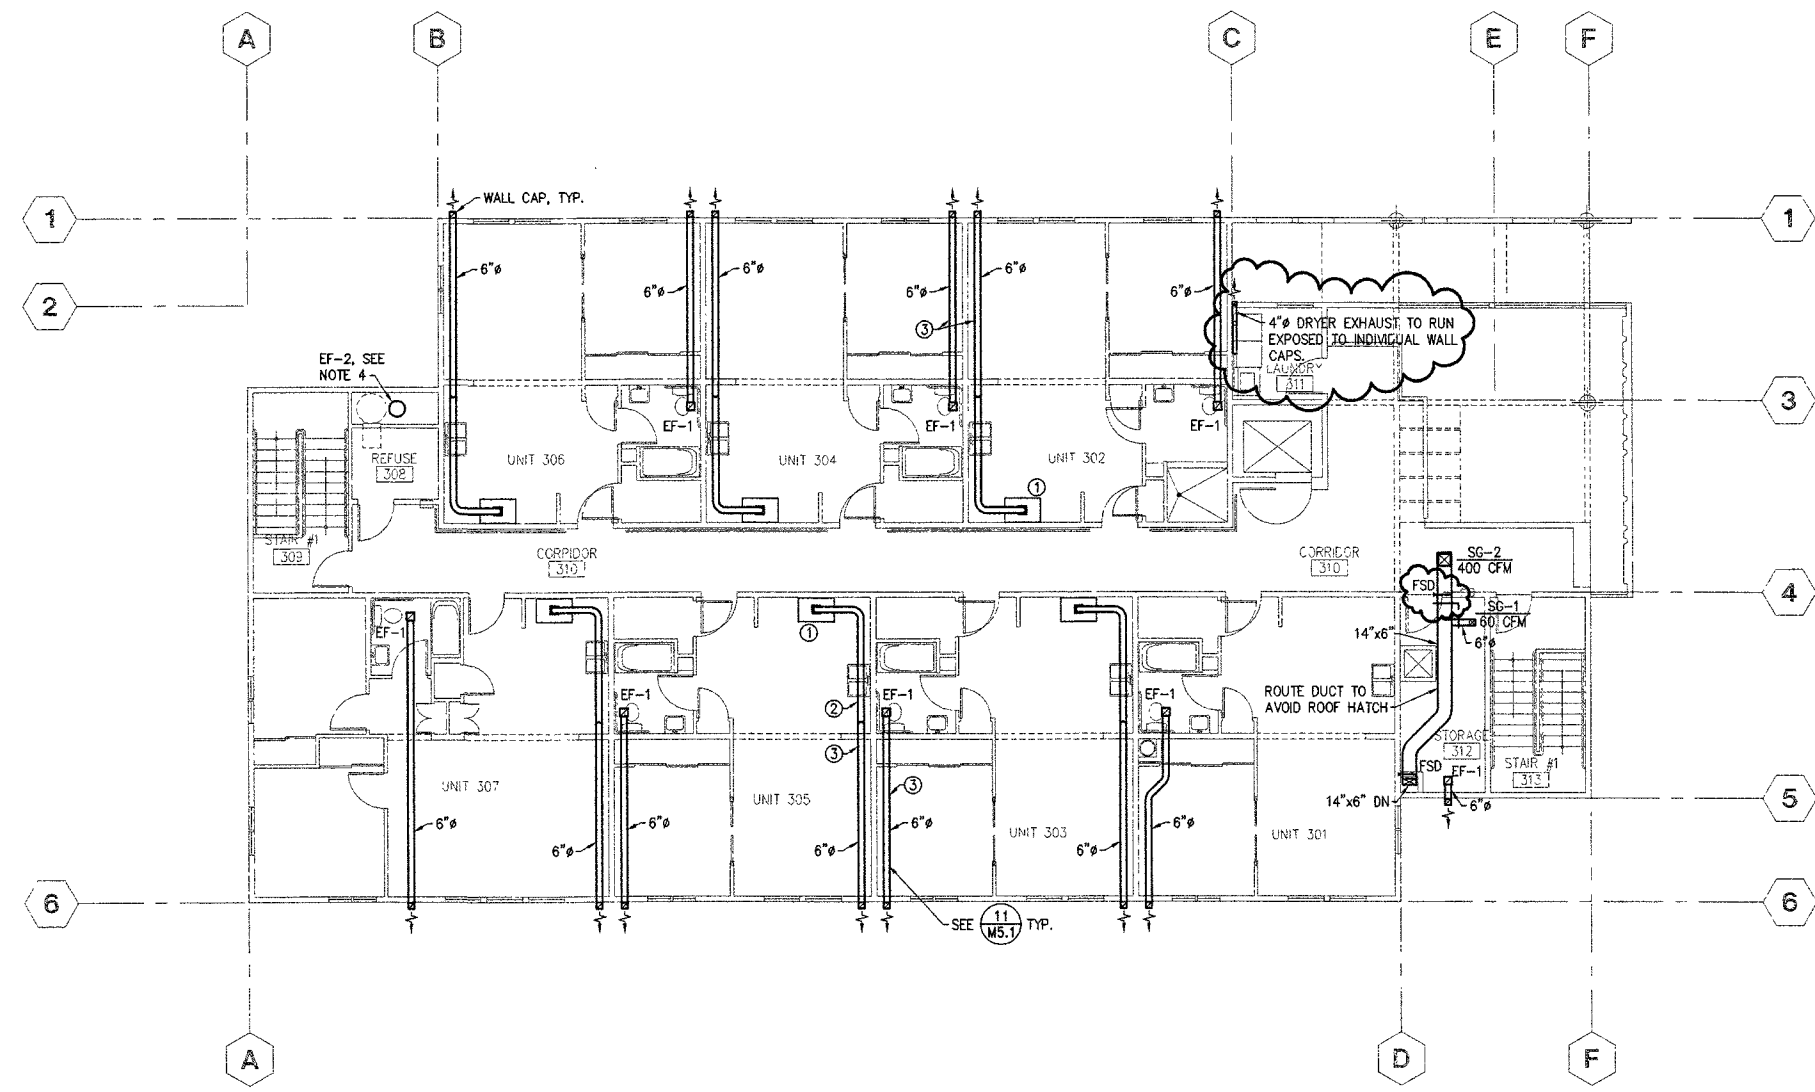 A
B
C
E
F
1
WALL CAP, TYP.
1
2
6"ø
6"ø
6"ø
6"ø
6"ø
6"ø
3
4"ø DRYER EXHAUST TO RUN
EXPOSED TO INDIVIDUAL WALL
CAPS.
LAUNDRY
311
EF-2, SEE
NOTE 4
3
EF-1
EF-1
EF-1
REFUSE
308
UNIT 306
UNIT 304
UNIT 302
1
STAIR #1
309
CORRIDOR
310
CORRIDOR
310
SG-2
400 CFM
FSD
4
SG-1
60 CFM
6"ø
14"x6"
EF-1
1
EF-1
EF-1
EF-1
2
ROUTE DUCT TO
AVOID ROOF HATCH
3
STORAGE
312
FSD
EF-1
STAIR #1
313
UNIT 307
UNIT 305
3
14"x6" DN
6"ø
5
6"ø
6"ø
6"ø
6"ø
6"ø
UNIT 303
6"ø
6"ø
UNIT 301
6
SEE 11 TYP.
M5.1
6
A
D
F